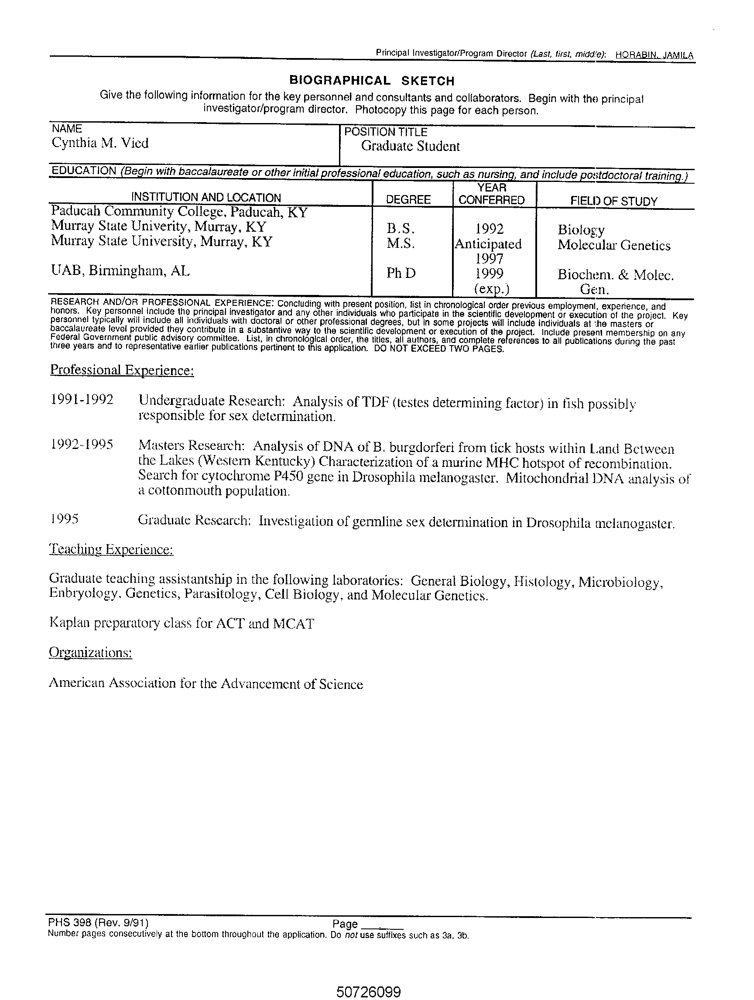 Principal Investigator/Program Director (Last, first, middle): HORABIN, JAMILA
BIOGRAPHICAL SKETCH
Give the following information for the key personnel and consultants and collaborators. Begin with the principal
investigator/program director. Photocopy this page for each person.
NAME
Cynthia M. Vied
POSITION TITLE
Graduate Student
EDUCATION (Begin with baccalaureate or other initial professional education, such as nursing, and include postdoctoral training.)
INSTITUTION AND LOCATION DEGREE YEAR CONFERRED FIELD OF STUDY
Paducah Community College, Paducah, KY
Murray State Univerity, Murray, KY B.S. 1992 Biology
Murray State University, Murray, KY M.S. Anticipated Molecular Genetics
1997
UAB, Birmingham, AL Ph D 1999 Biochem. & Molec.
(exp.) Gen.
RESEARCH AND/OR PROFESSIONAL EXPERIENCE: Concluding with present position, list in chronological order previous employment, experience, and
honors. Key personnel include the principal investigator and any other individuals who participate in the scientific development or execution of the project. Key
personnel typically will include all individuals with doctoral or other professional degrees, but in some projects will include individuals at the masters or
baccalaureate level provided they contribute in a substantive way to the scientific development or execution of the project. Include present membership on any
Federal Government public advisory committee. List, in chronological order, the titles, all authors, and complete references to all publications during the past
three years and to representative earlier publications pertinent to this application. DO NOT EXCEED TWO PAGES.
Professional Experience:
1991-1992 Undergraduate Research: Analysis of TDF (testes determining factor) in fish possibly
responsible for sex determination.
1992-1995 Masters Research: Analysis of DNA of B. burgdorferi from tick hosts within Land Between
the Lakes (Western Kentucky) Characterization of a murine MHC hotspot of recombination.
Search for cytochrome P450 gene in Drosophila melanogaster. Mitochondrial DNA analysis of
a cottonmouth population.
1995 Graduate Research: Investigation of germline sex determination in Drosophila melanogaster.
Teaching Experience:
Graduate teaching assistantship in the following laboratories: General Biology, Histology, Microbiology,
Enbryology, Genetics, Parasitology, Cell Biology, and Molecular Genetics.
Kaplan preparatory class for ACT and MCAT
Organizations:
American Association for the Advancement of Science
PHS 398 (Rev. 9/91) Page
Number pages consecutively at the bottom throughout the application. Do not use suffixes such as 3a, 3b.
50726099